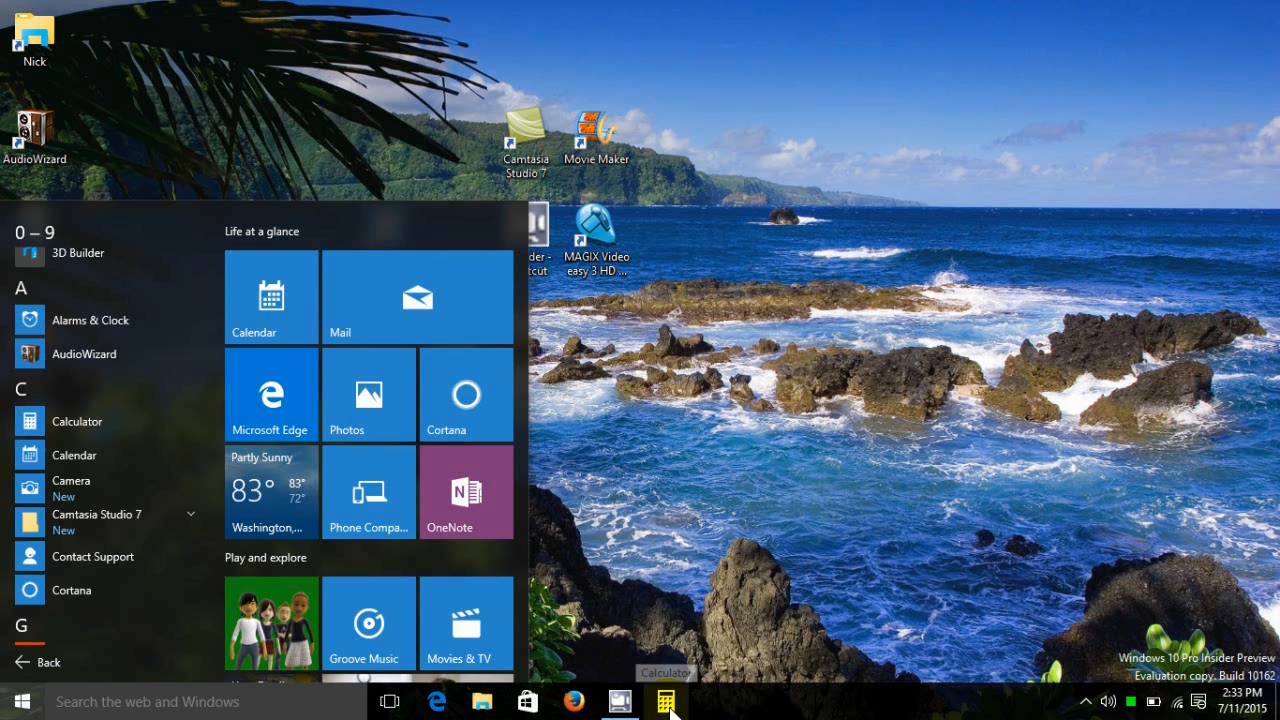 Nick
AudioWizard
Camtasia
Studio 7
Movie Maker
der -
tcut
MAGIX Video
easy 3 HD ...
0 – 9
3D Builder
A
Alarms & Clock
AudioWizard
C
Calculator
Calendar
Camera
New
Camtasia Studio 7
New
Contact Support
Cortana
G
Back
Life at a glance
Calendar
Mail
Microsoft Edge
Photos
Cortana
Partly Sunny
83° 83°
72°
Washington,...
Phone Compa...
N
OneNote
Play and explore
Groove Music
Movies & TV
Calculator
Windows 10 Pro Insider Preview
Evaluation copy. Build 10162
Search the web and Windows
2:33 PM
7/11/2015